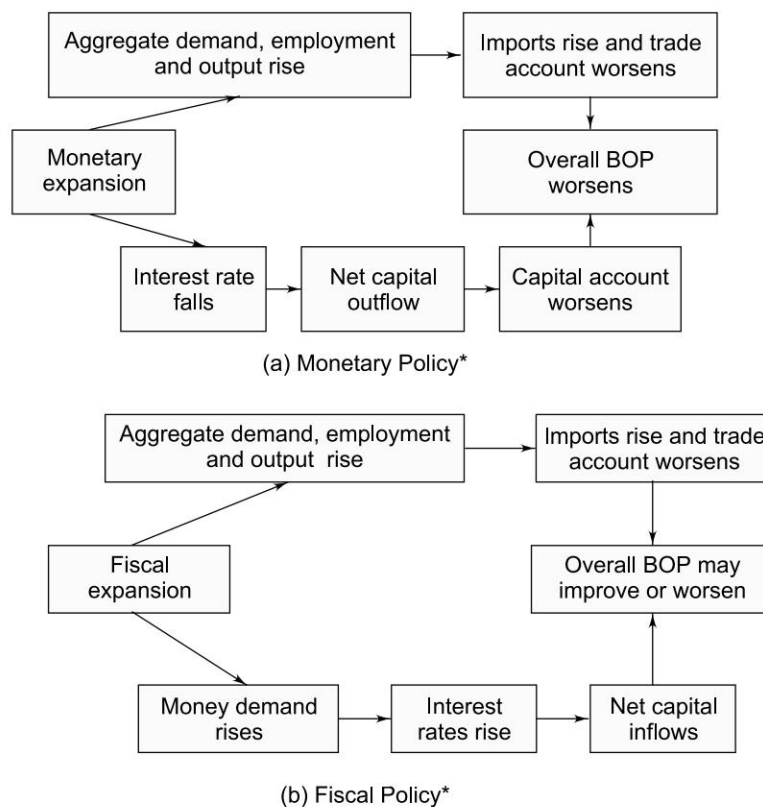 Aggregate demand, employment
and output rise
Imports rise and trade
account worsens
Monetary
expansion
Overall BOP
worsens
Interest rate
falls
Net capital
outflow
Capital account
worsens
(a) Monetary Policy*
Aggregate demand, employment
and output rise
Imports rise and trade
account worsens
Fiscal
expansion
Overall BOP may
improve or worsen
Money demand
rises
Interest
rates rise
Net capital
inflows
(b) Fiscal Policy*